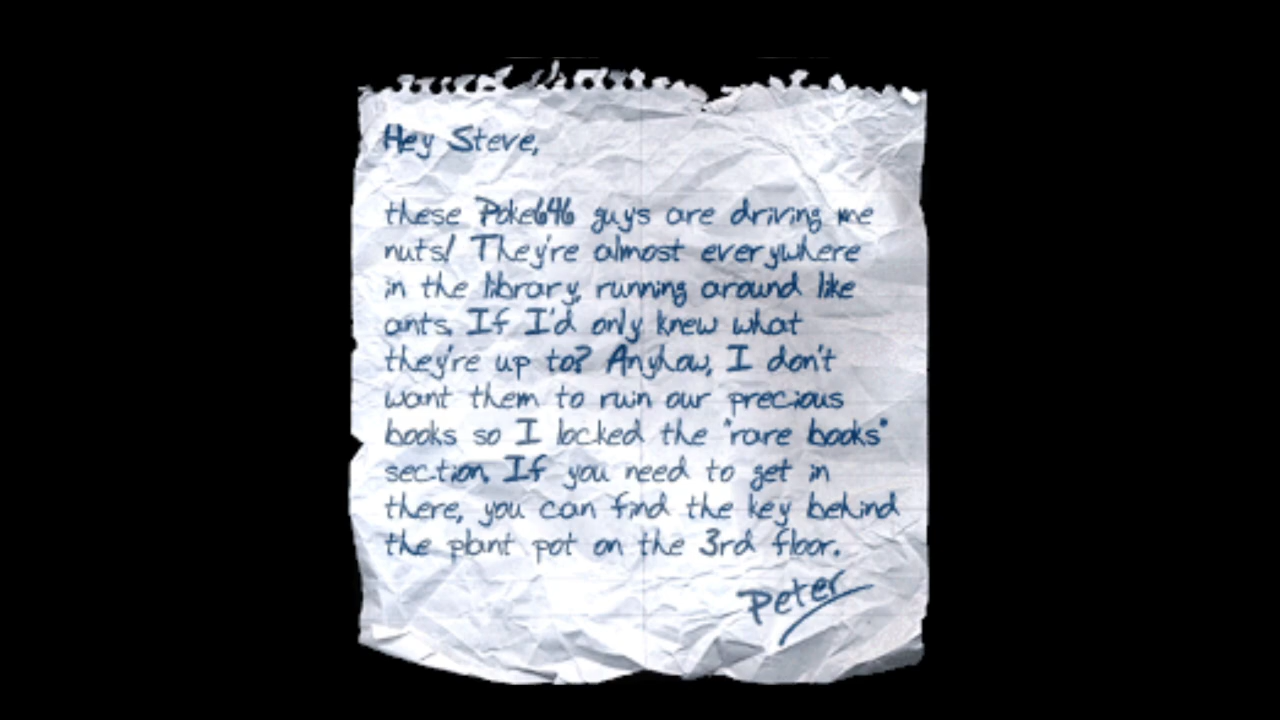 Hey Steve,
these Poke646 guys are driving me
nuts! They're almost everywhere
in the library, running around like
ants. If I'd only knew what
they're up to? Anyhow, I don't
want them to ruin our precious
books so I locked the "rare books"
section. If you need to get in
there, you can find the key behind
the plant pot on the 3rd floor.
Peter